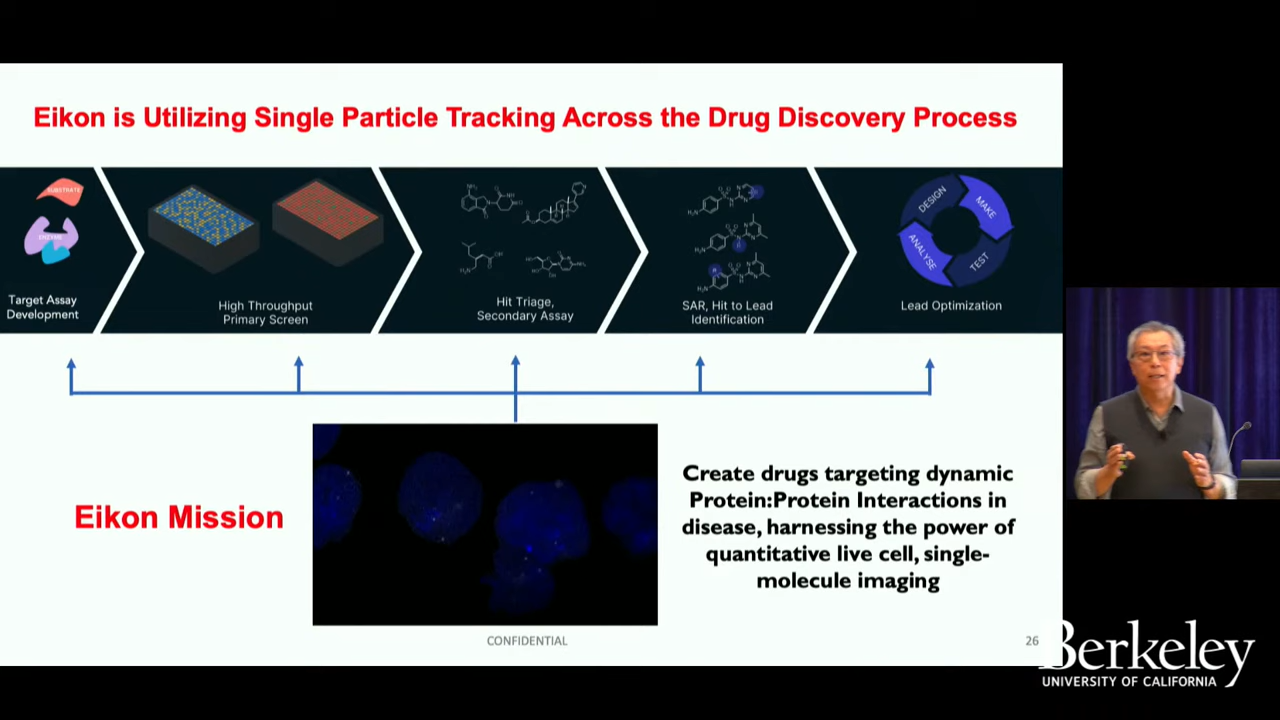 Eikon is Utilizing Single Particle Tracking Across the Drug Discovery Process
SUBSTRATE
ENZYME
Target Assay
Development
High Throughput
Primary Screen
Hit Triage,
Secondary Assay
SAR, Hit to Lead
Identification
DESIGN
MAKE
ANALYSE
TEST
Lead Optimization
Eikon Mission
Create drugs targeting dynamic
Protein:Protein Interactions in
disease, harnessing the power of
quantitative live cell, single-
molecule imaging
CONFIDENTIAL
26
Berkeley
UNIVERSITY OF CALIFORNIA